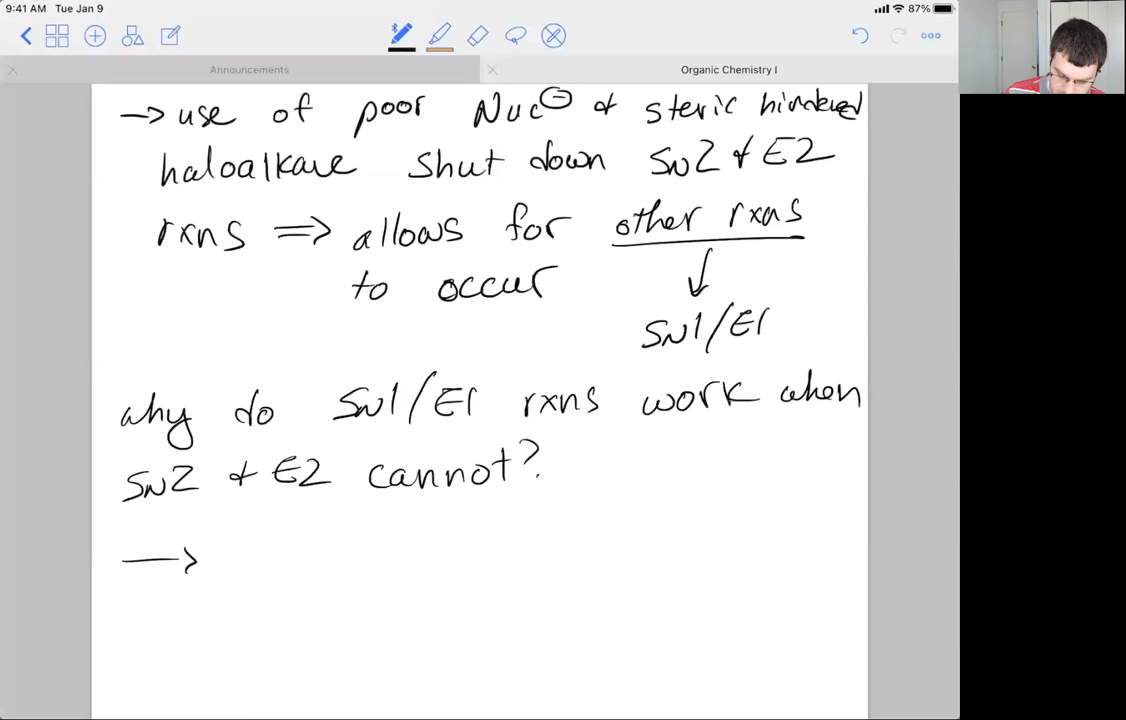 9:41 AM Tue Jan 9
87%
Announcements
Organic Chemistry I
→ use of poor Nuc⊖ & steric hindered
haloalkane shut down SN2 & E2
rxns ⇒ allows for other rxns
to occur
↓
SN1/E1
why do SN1/E1 rxns work when
SN2 & E2 cannot?
→